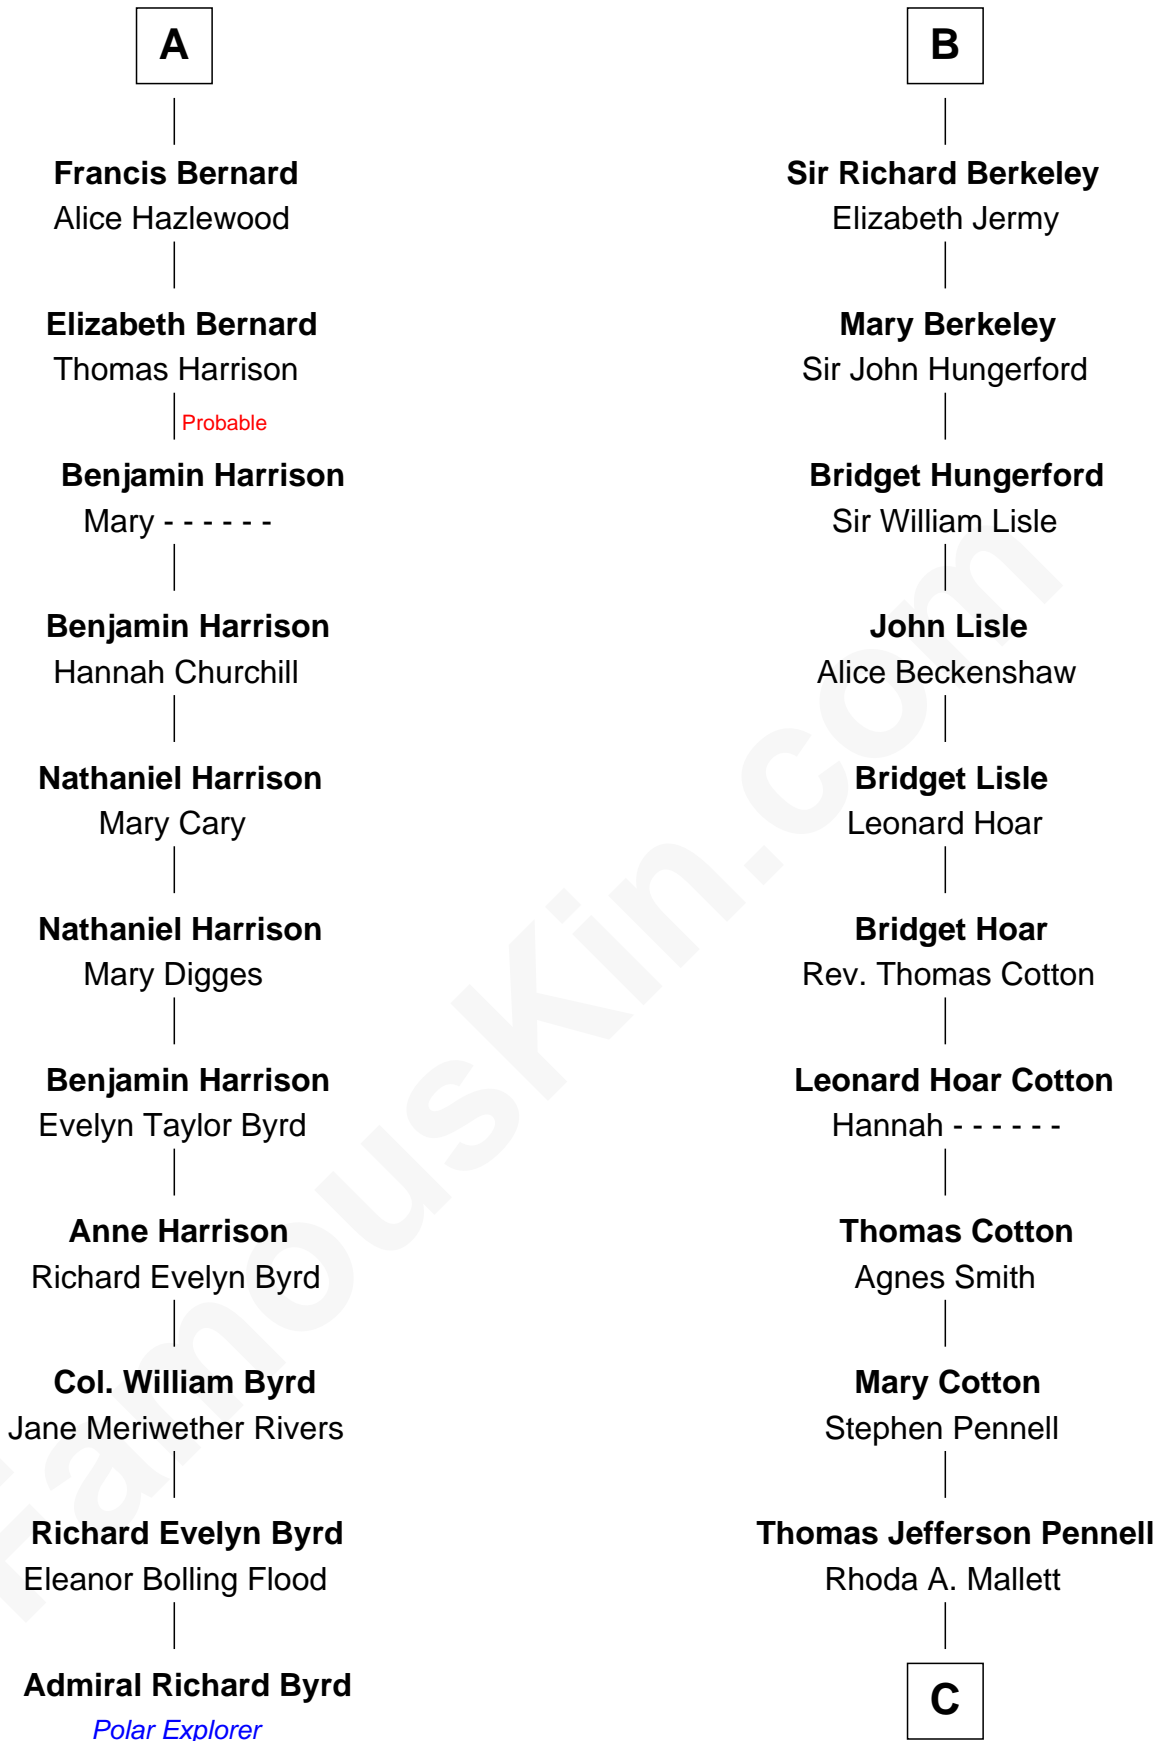 A
Francis Bernard
Alice Hazlewood
Elizabeth Bernard
Thomas Harrison
Probable
Benjamin Harrison
Mary - - - - - -
Benjamin Harrison
Hannah Churchill
Nathaniel Harrison
Mary Cary
Nathaniel Harrison
Mary Digges
Benjamin Harrison
Evelyn Taylor Byrd
Anne Harrison
Richard Evelyn Byrd
Col. William Byrd
Jane Meriwether Rivers
Richard Evelyn Byrd
Eleanor Bolling Flood
Admiral Richard Byrd
Polar Explorer
B
Sir Richard Berkeley
Elizabeth Jermy
Mary Berkeley
Sir John Hungerford
Bridget Hungerford
Sir William Lisle
John Lisle
Alice Beckenshaw
Bridget Lisle
Leonard Hoar
Bridget Hoar
Rev. Thomas Cotton
Leonard Hoar Cotton
Hannah - - - - - -
Thomas Cotton
Agnes Smith
Mary Cotton
Stephen Pennell
Thomas Jefferson Pennell
Rhoda A. Mallett
C
FamousKin.com